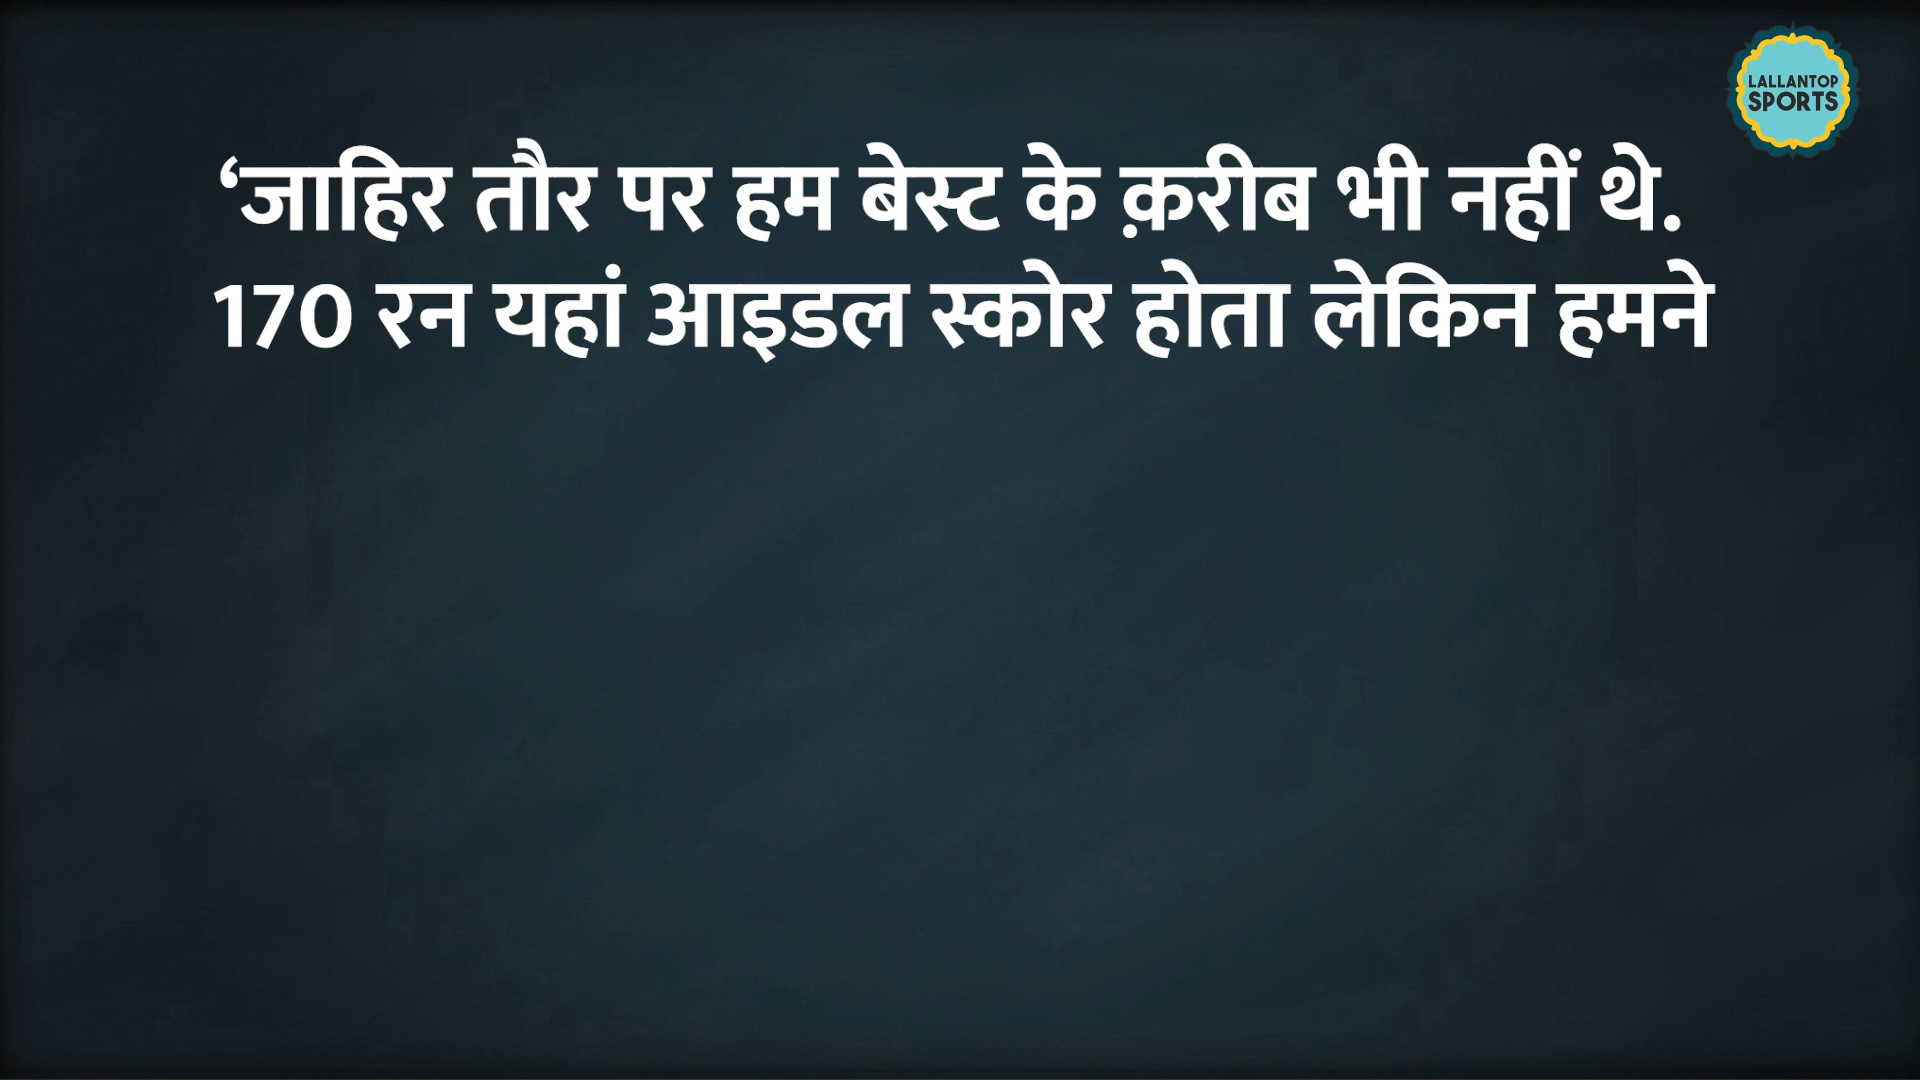 LALLANTOP
SPORTS
‘जाहिर तौर पर हम बेस्ट के क़रीब भी नहीं थे.
170 रन यहां आइडल स्कोर होता लेकिन हमने